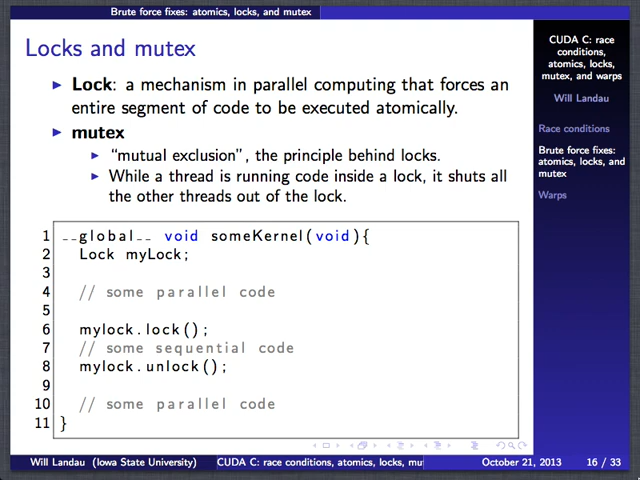 Brute force fixes: atomics, locks, and mutex
Locks and mutex
Lock: a mechanism in parallel computing that forces an
entire segment of code to be executed atomically.
mutex
“mutual exclusion”, the principle behind locks.
While a thread is running code inside a lock, it shuts all
the other threads out of the lock.
1 __global__ void someKernel(void){
2 Lock myLock;
3
4 // some parallel code
5
6 mylock.lock();
7 // some sequential code
8 mylock.unlock();
9
10 // some parallel code
11 }
CUDA C: race
conditions,
atomics, locks,
mutex, and warps
Will Landau
Race conditions
Brute force fixes:
atomics, locks, and
mutex
Warps
Will Landau (Iowa State University) CUDA C: race conditions, atomics, locks, mu October 21, 2013 16 / 33